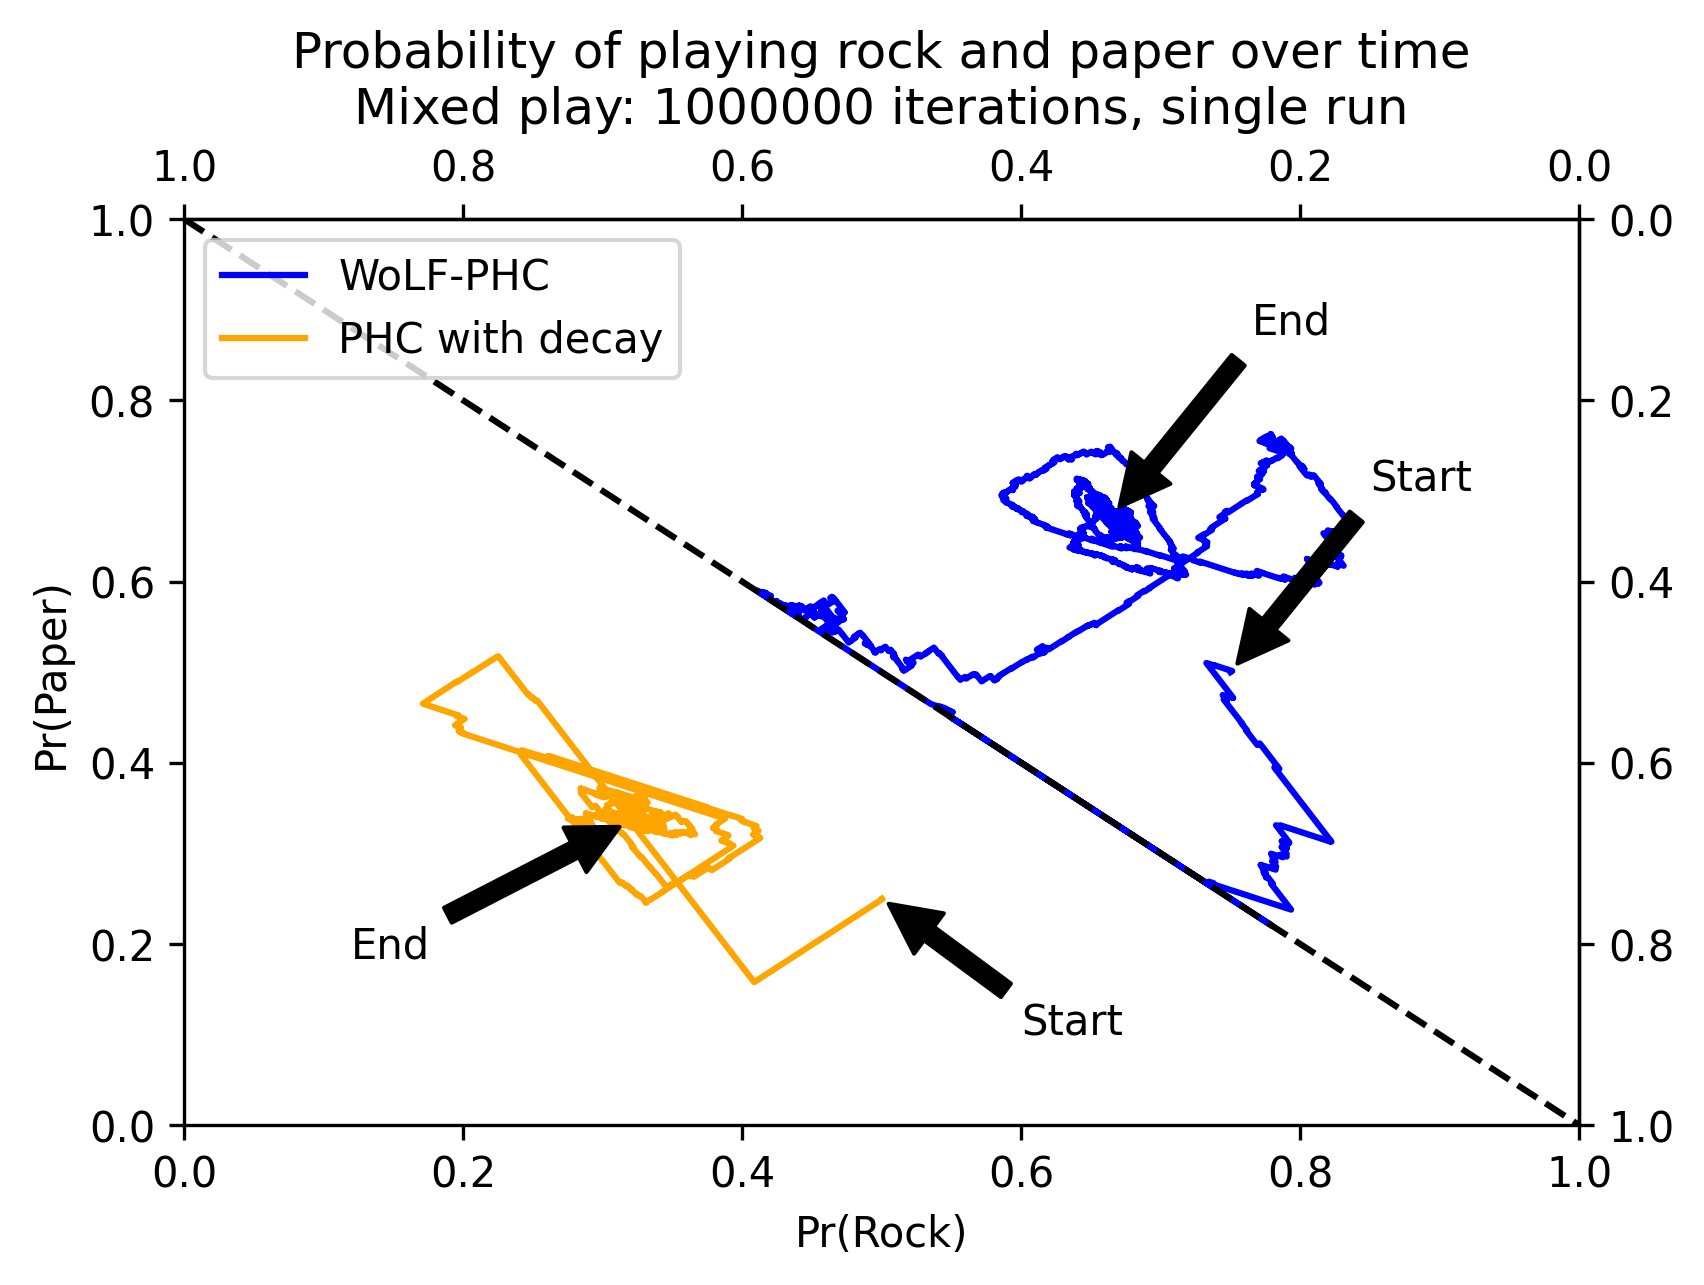 Probability of playing rock and paper over time
Mixed play: 1000000 iterations, single run
1.0 0.8 0.6 0.4 0.2 0.0
1.0 0.0
WoLF-PHC
PHC with decay
End
0.8 0.2
Start
0.6 0.4
Pr(Paper)
0.4 0.6
End
0.2 0.8
Start
0.0 1.0
0.0 0.2 0.4 0.6 0.8 1.0
Pr(Rock)